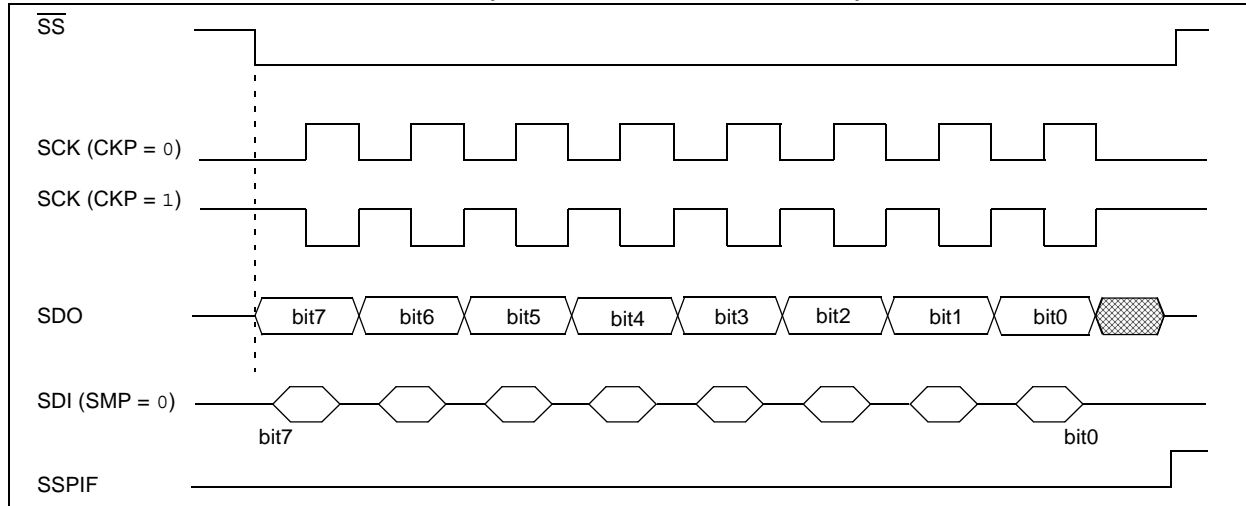 SS
SCK (CKP = 0)
SCK (CKP = 1)
SDO bit7 bit6 bit5 bit4 bit3 bit2 bit1 bit0
SDI (SMP = 0)
bit7 bit0
SSPIF